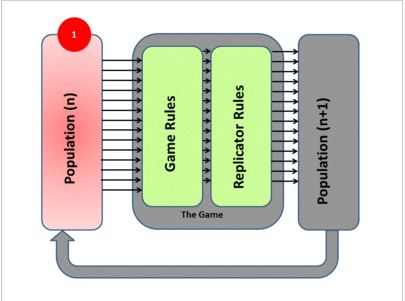 1
Population (n)
Game Rules
Replicator Rules
Population (n+1)
The Game